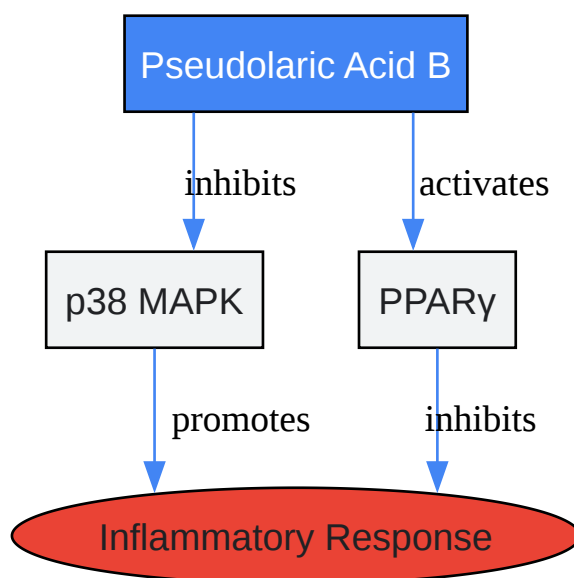 Pseudolaric Acid B
inhibits
activates
p38 MAPK
PPARγ
promotes
inhibits
Inflammatory Response